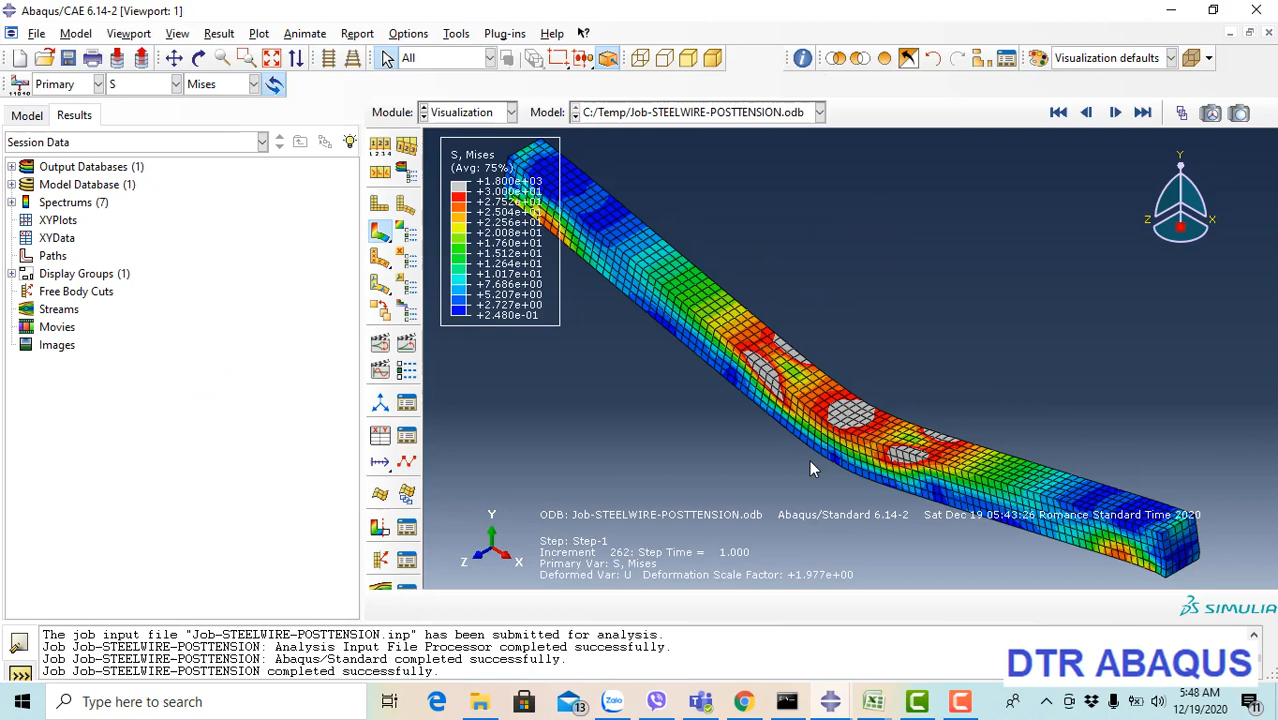 Abaqus/CAE 6.14-2 [Viewport: 1]
File Model Viewport View Result Plot Animate Report Options Tools Plug-ins Help
All
Visualization defaults
Primary S Mises
Model Results
Module: Visualization Model: C:/Temp/Job-STEELWIRE-POSTTENSION.odb
Session Data
Output Databases (1)
Model Database (1)
Spectrums (7)
XYPlots
XYData
Paths
Display Groups (1)
Free Body Cuts
Streams
Movies
Images
S, Mises
(Avg: 75%)
+1.800e+03
+3.000e+01
+2.752e+01
+2.504e+01
+2.256e+01
+2.008e+01
+1.760e+01
+1.512e+01
+1.264e+01
+1.017e+01
+7.686e+00
+5.207e+00
+2.727e+00
+2.480e-01
Y
Z X
Y
Z X
ODB: Job-STEELWIRE-POSTTENSION.odb Abaqus/Standard 6.14-2 Sat Dec 19 05:43:26 Romance Standard Time 2020
Step: Step-1
Increment 262: Step Time = 1.000
Primary Var: S, Mises
Deformed Var: U Deformation Scale Factor: +1.977e+00
SIMULIA
The job input file "Job-STEELWIRE-POSTTENSION.inp" has been submitted for analysis.
Job Job-STEELWIRE-POSTTENSION: Analysis Input File Processor completed successfully.
Job Job-STEELWIRE-POSTTENSION: Abaqus/Standard completed successfully.
Job Job-STEELWIRE-POSTTENSION completed successfully.
DTR ABAQUS
Type here to search
13
Zalo
5:48 AM
12/19/2020
11